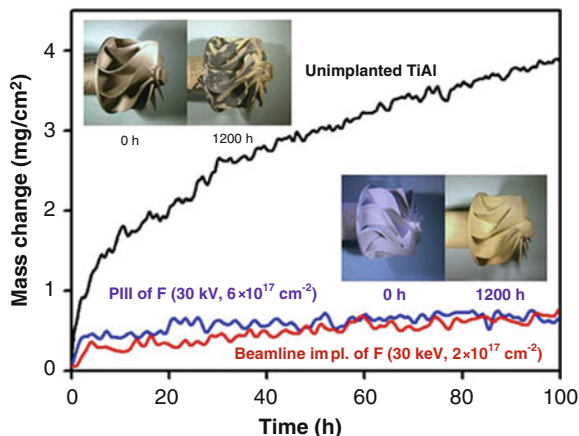 Mass change (mg/cm²)
4
3
2
1
0
Unimplanted TiAl
0 h
1200 h
0 h
1200 h
PIII of F (30 kV, 6×10¹⁷ cm⁻²)
Beamline impl. of F (30 keV, 2×10¹⁷ cm⁻²)
0 20 40 60 80 100
Time (h)